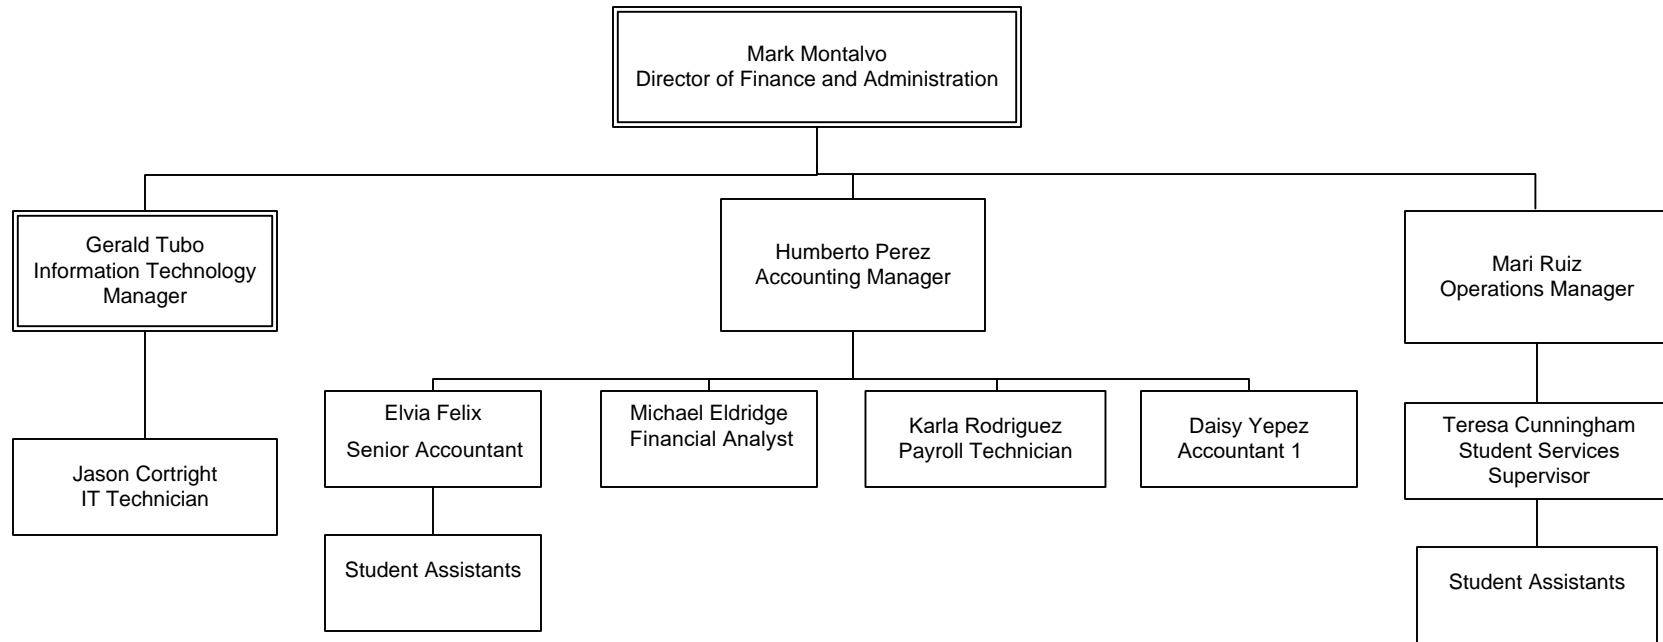 Mark Montalvo
Director of Finance and Administration
Gerald Tubo
Information Technology
Manager
Humberto Perez
Accounting Manager
Mari Ruiz
Operations Manager
Jason Cortright
IT Technician
Elvia Felix
Senior Accountant
Michael Eldridge
Financial Analyst
Karla Rodriguez
Payroll Technician
Daisy Yepez
Accountant 1
Teresa Cunningham
Student Services
Supervisor
Student Assistants
Student Assistants